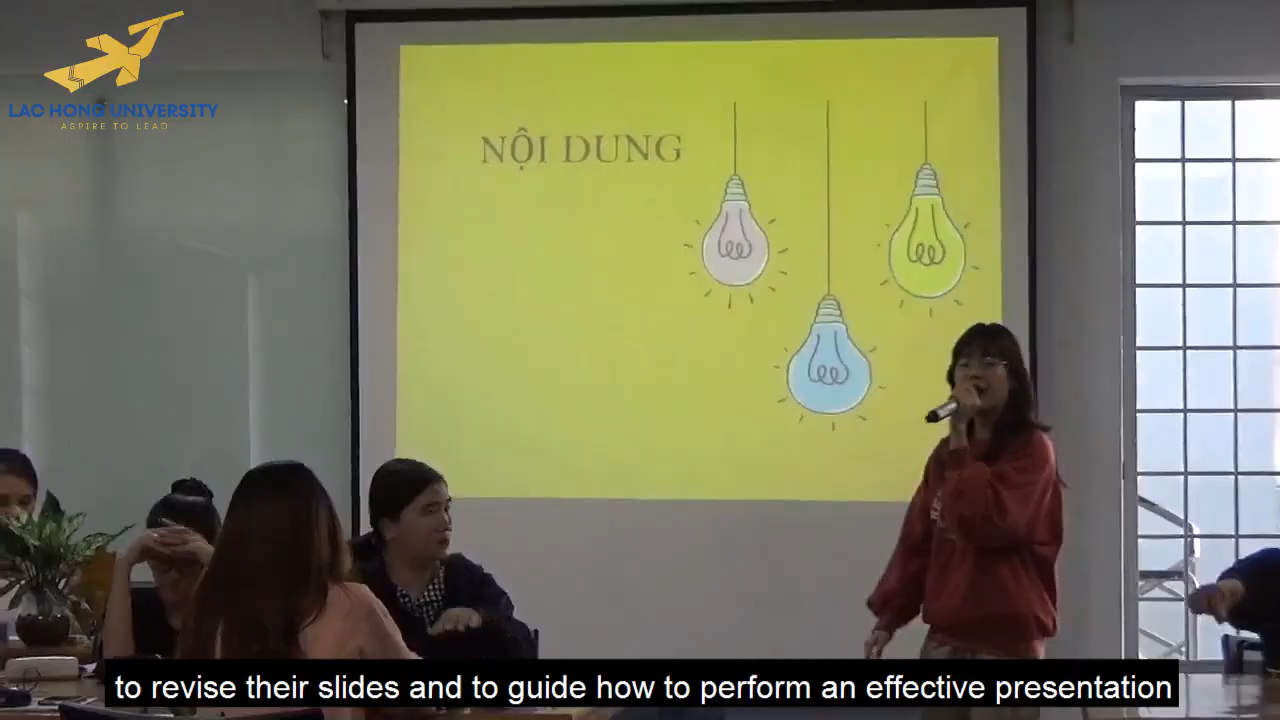 LAC HONG UNIVERSITY
ASPIRE TO LEAD
NỘI DUNG
to revise their slides and to guide how to perform an effective presentation